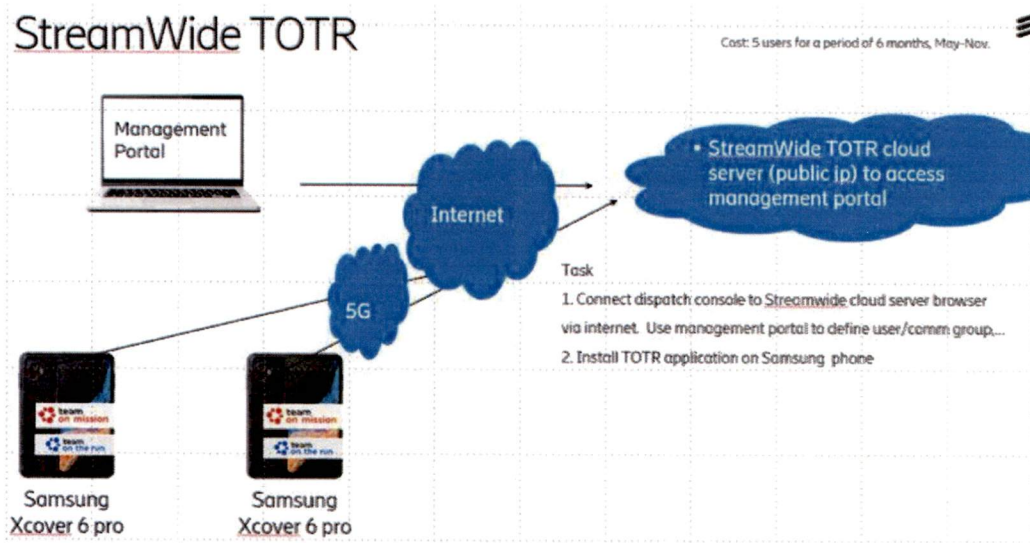 StreamWide TOTR
Cost: 5 users for a period of 6 months, May-Nov.
Management
Portal
Internet
5G
• StreamWide TOTR cloud
server (public ip) to access
management portal
Task
1. Connect dispatch console to Streamwide cloud server browser
via internet. Use management portal to define user/comm group,...
2. Install TOTR application on Samsung phone
team
on mission
team
on the run
team
on mission
team
on the run
Samsung
Xcover 6 pro
Samsung
Xcover 6 pro